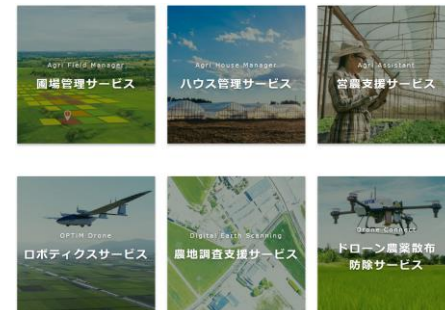 Agri Field Manager
圃場管理サービス
Agri House Manager
ハウス管理サービス
Agri Assistant
営農支援サービス
OPTiM Drone
ロボティクスサービス
Digital Earth Scanning
農地調査支援サービス
Drone Connect
ドローン農薬散布
防除サービス